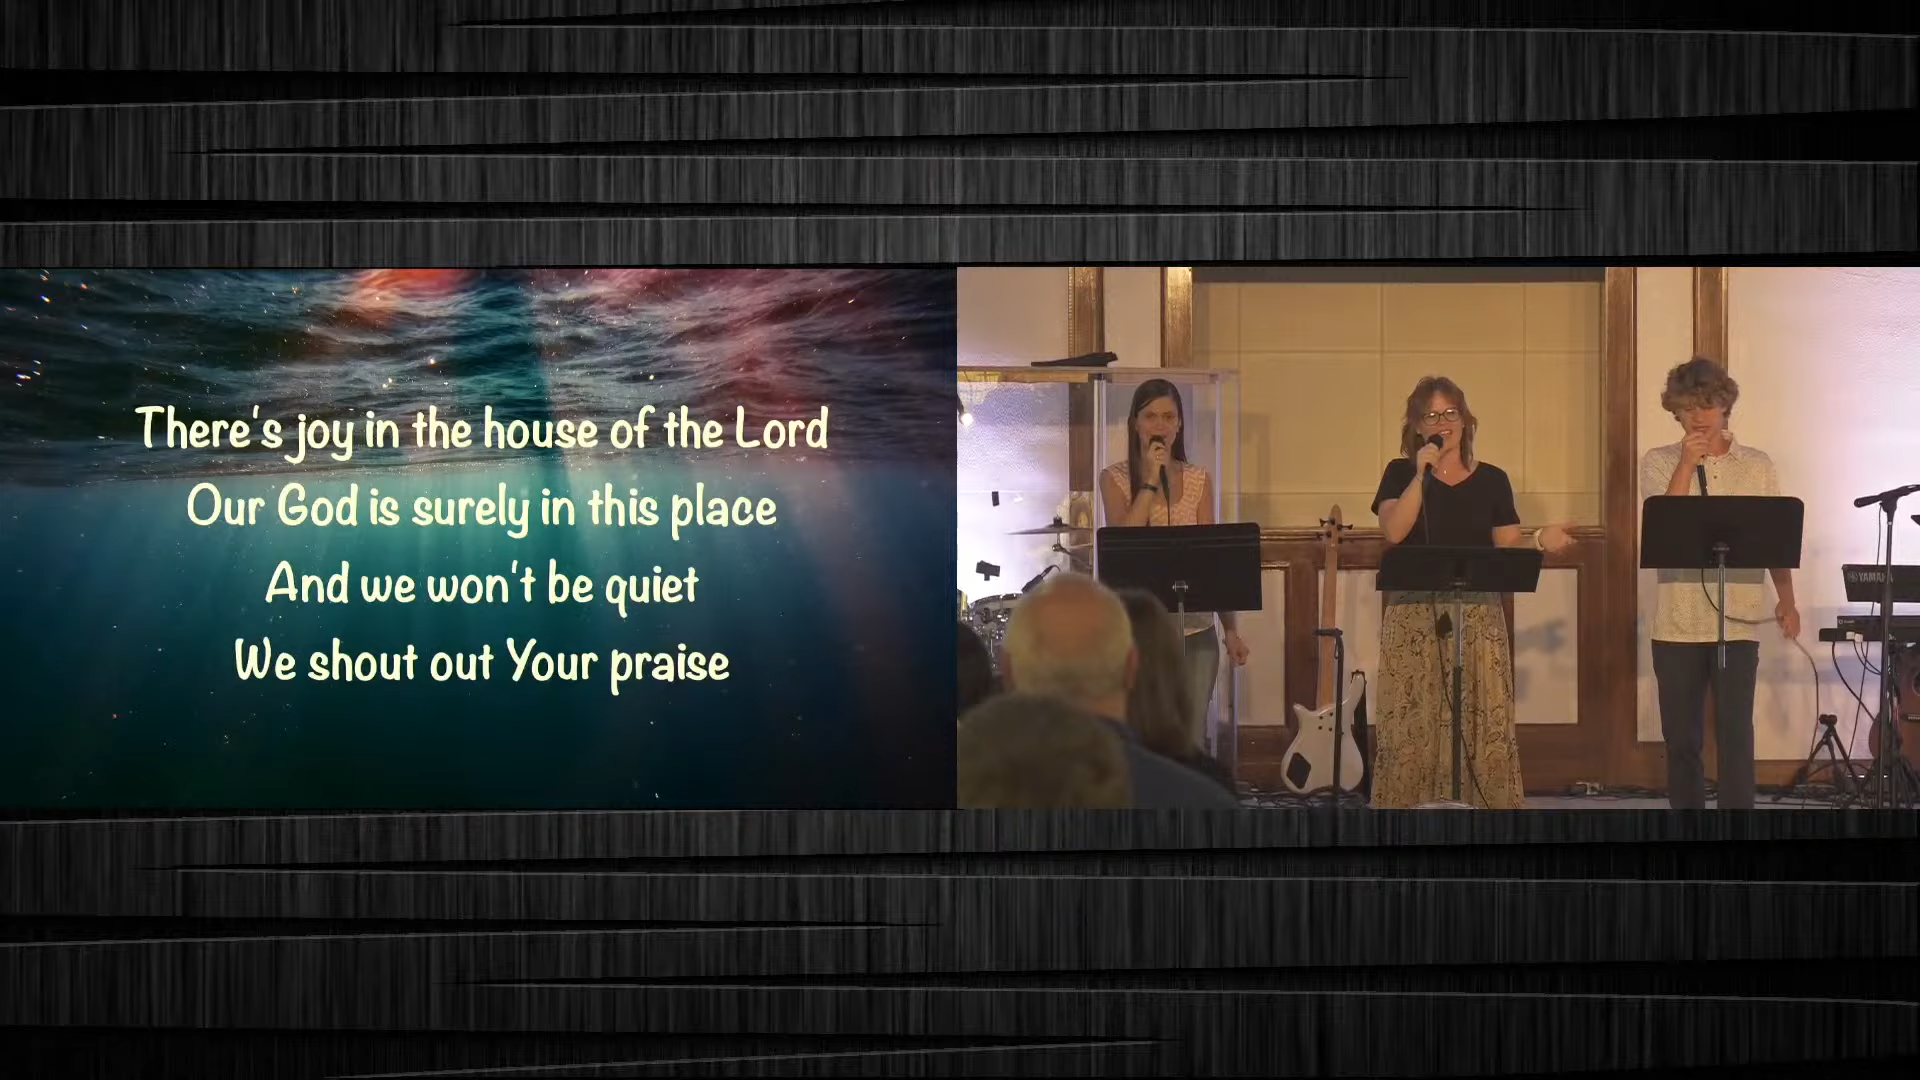 There's joy in the house of the Lord
Our God is surely in this place
And we won't be quiet
We shout out Your praise
YAMAHA